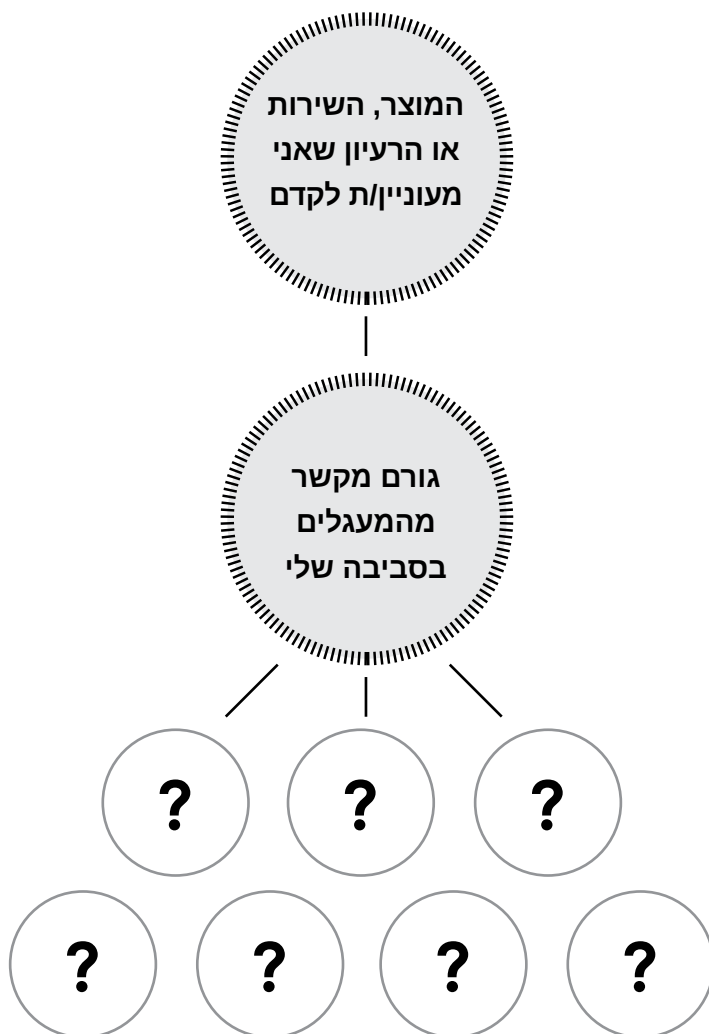 המוצר, השירות
או הרעיון שאני
מעוניין/ת לקדם
גורם מקשר
מהמעגלים
בסביבה שלי
? ? ?
? ? ? ?